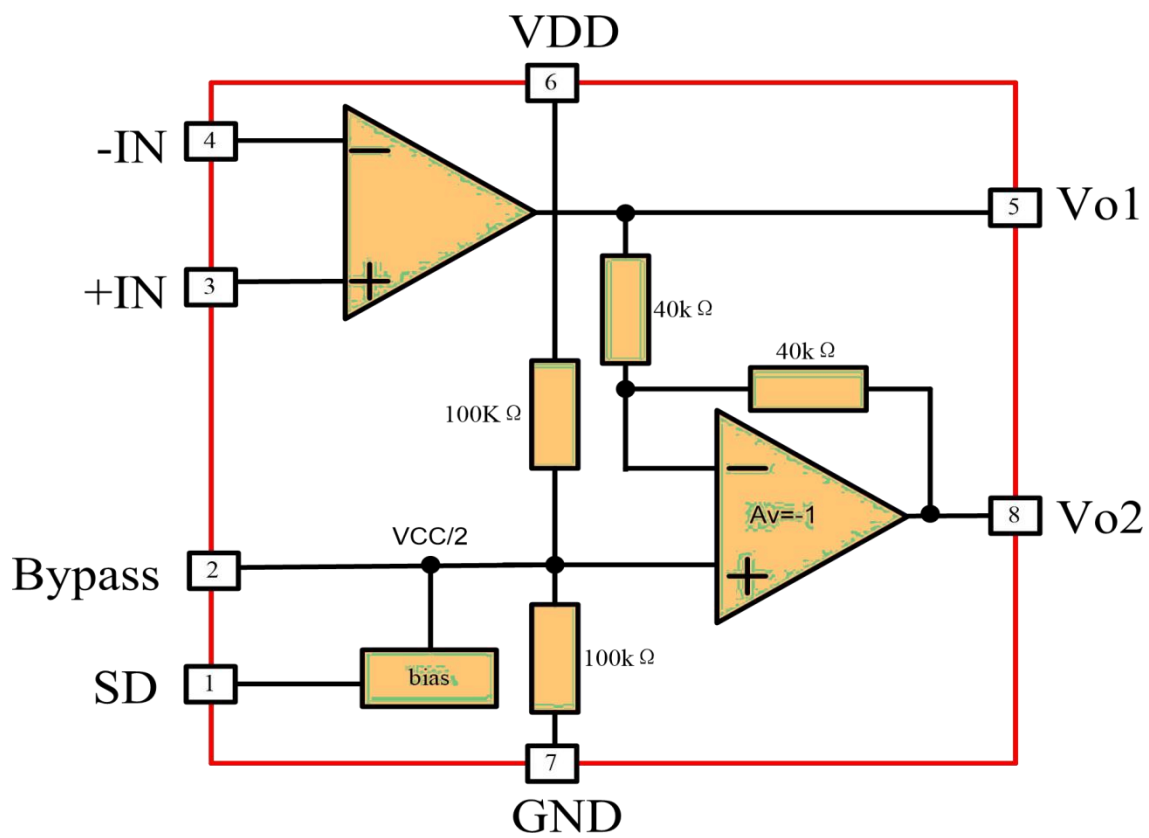 VDD
6
-IN
4
5
Vo1
+IN
3
40k Ω
40k Ω
100K Ω
Av=-1
8
Vo2
VCC/2
Bypass
2
100k Ω
bias
SD
1
7
GND